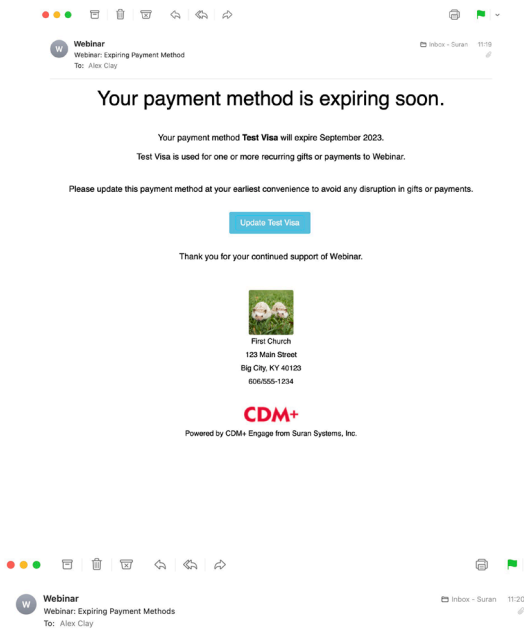 W
Webinar
Inbox - Suran 11:19
Webinar: Expiring Payment Method
To: Alex Clay
Your payment method is expiring soon.
Your payment method Test Visa will expire September 2023.
Test Visa is used for one or more recurring gifts or payments to Webinar.
Please update this payment method at your earliest convenience to avoid any disruption in gifts or payments.
Update Test Visa
Thank you for your continued support of Webinar.
First Church
123 Main Street
Big City, KY 40123
606/555-1234
CDM+
Powered by CDM+ Engage from Suran Systems, Inc.
W
Webinar
Inbox - Suran 11:20
Webinar: Expiring Payment Methods
To: Alex Clay